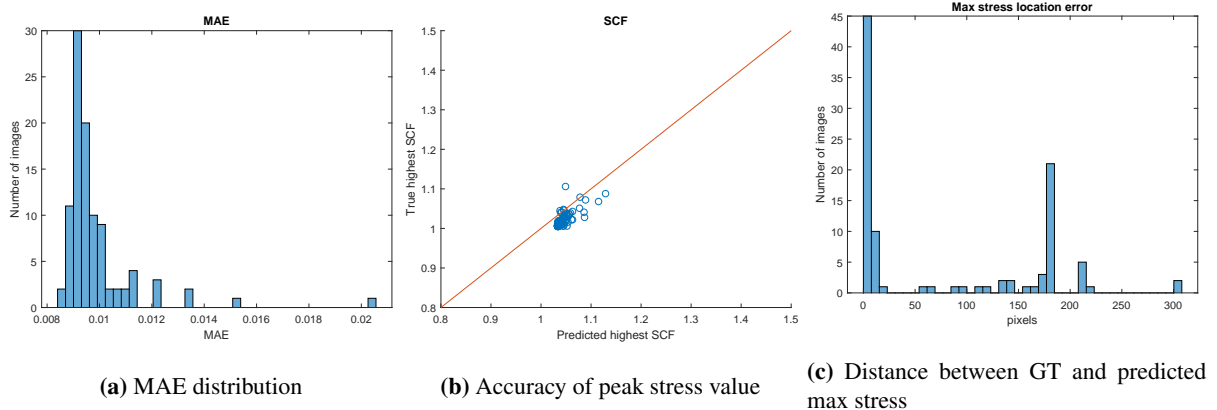 MAE
30
25
20
15
10
5
0
Number of images
0.008 0.01 0.012 0.014 0.016 0.018 0.02
MAE
(a) MAE distribution
SCF
1.5
1.4
1.3
1.2
1.1
1
0.9
0.8
True highest SCF
0.8 0.9 1 1.1 1.2 1.3 1.4 1.5
Predicted highest SCF
(b) Accuracy of peak stress value
Max stress location error
45
40
35
30
25
20
15
10
5
0
Number of images
0 50 100 150 200 250 300
pixels
(c) Distance between GT and predicted
max stress